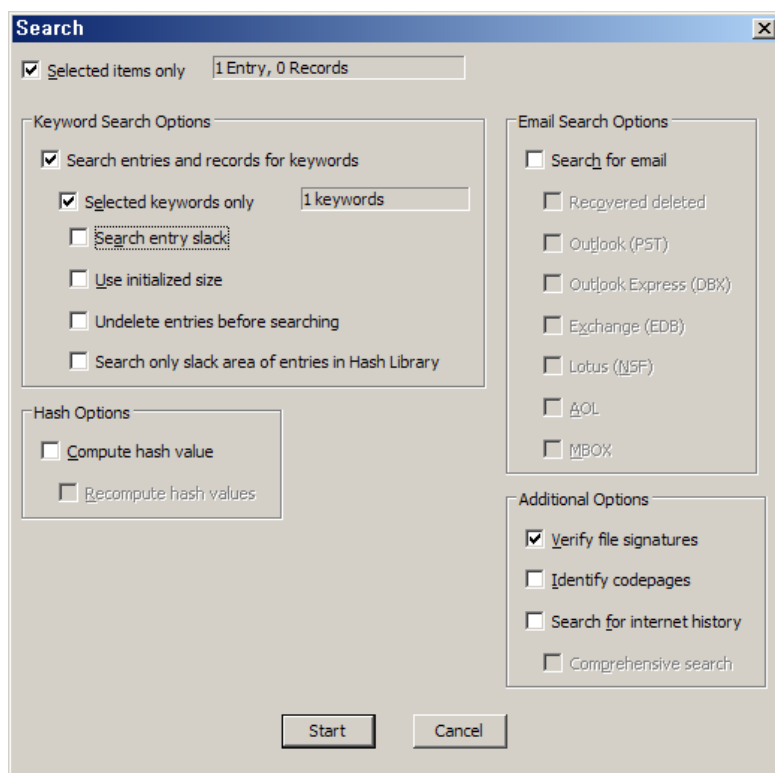 Search
Selected items only
1 Entry, 0 Records
Keyword Search Options
Search entries and records for keywords
Selected keywords only
1 keywords
Search entry slack
Use initialized size
Undelete entries before searching
Search only slack area of entries in Hash Library
Hash Options
Compute hash value
Recompute hash values
Email Search Options
Search for email
Recovered deleted
Outlook (PST)
Outlook Express (DBX)
Exchange (EDB)
Lotus (NSF)
AOL
MBOX
Additional Options
Verify file signatures
Identify codepages
Search for internet history
Comprehensive search
Start
Cancel